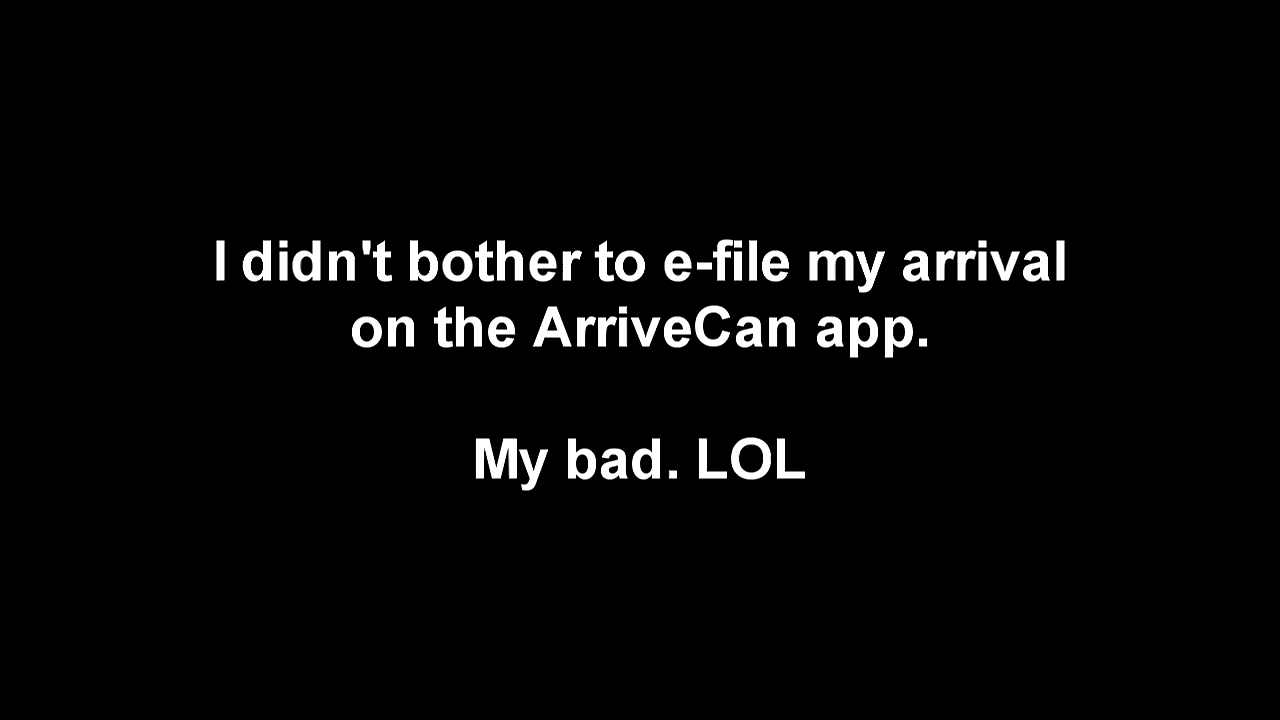 I didn't bother to e-file my arrival
on the ArriveCan app.
My bad. LOL